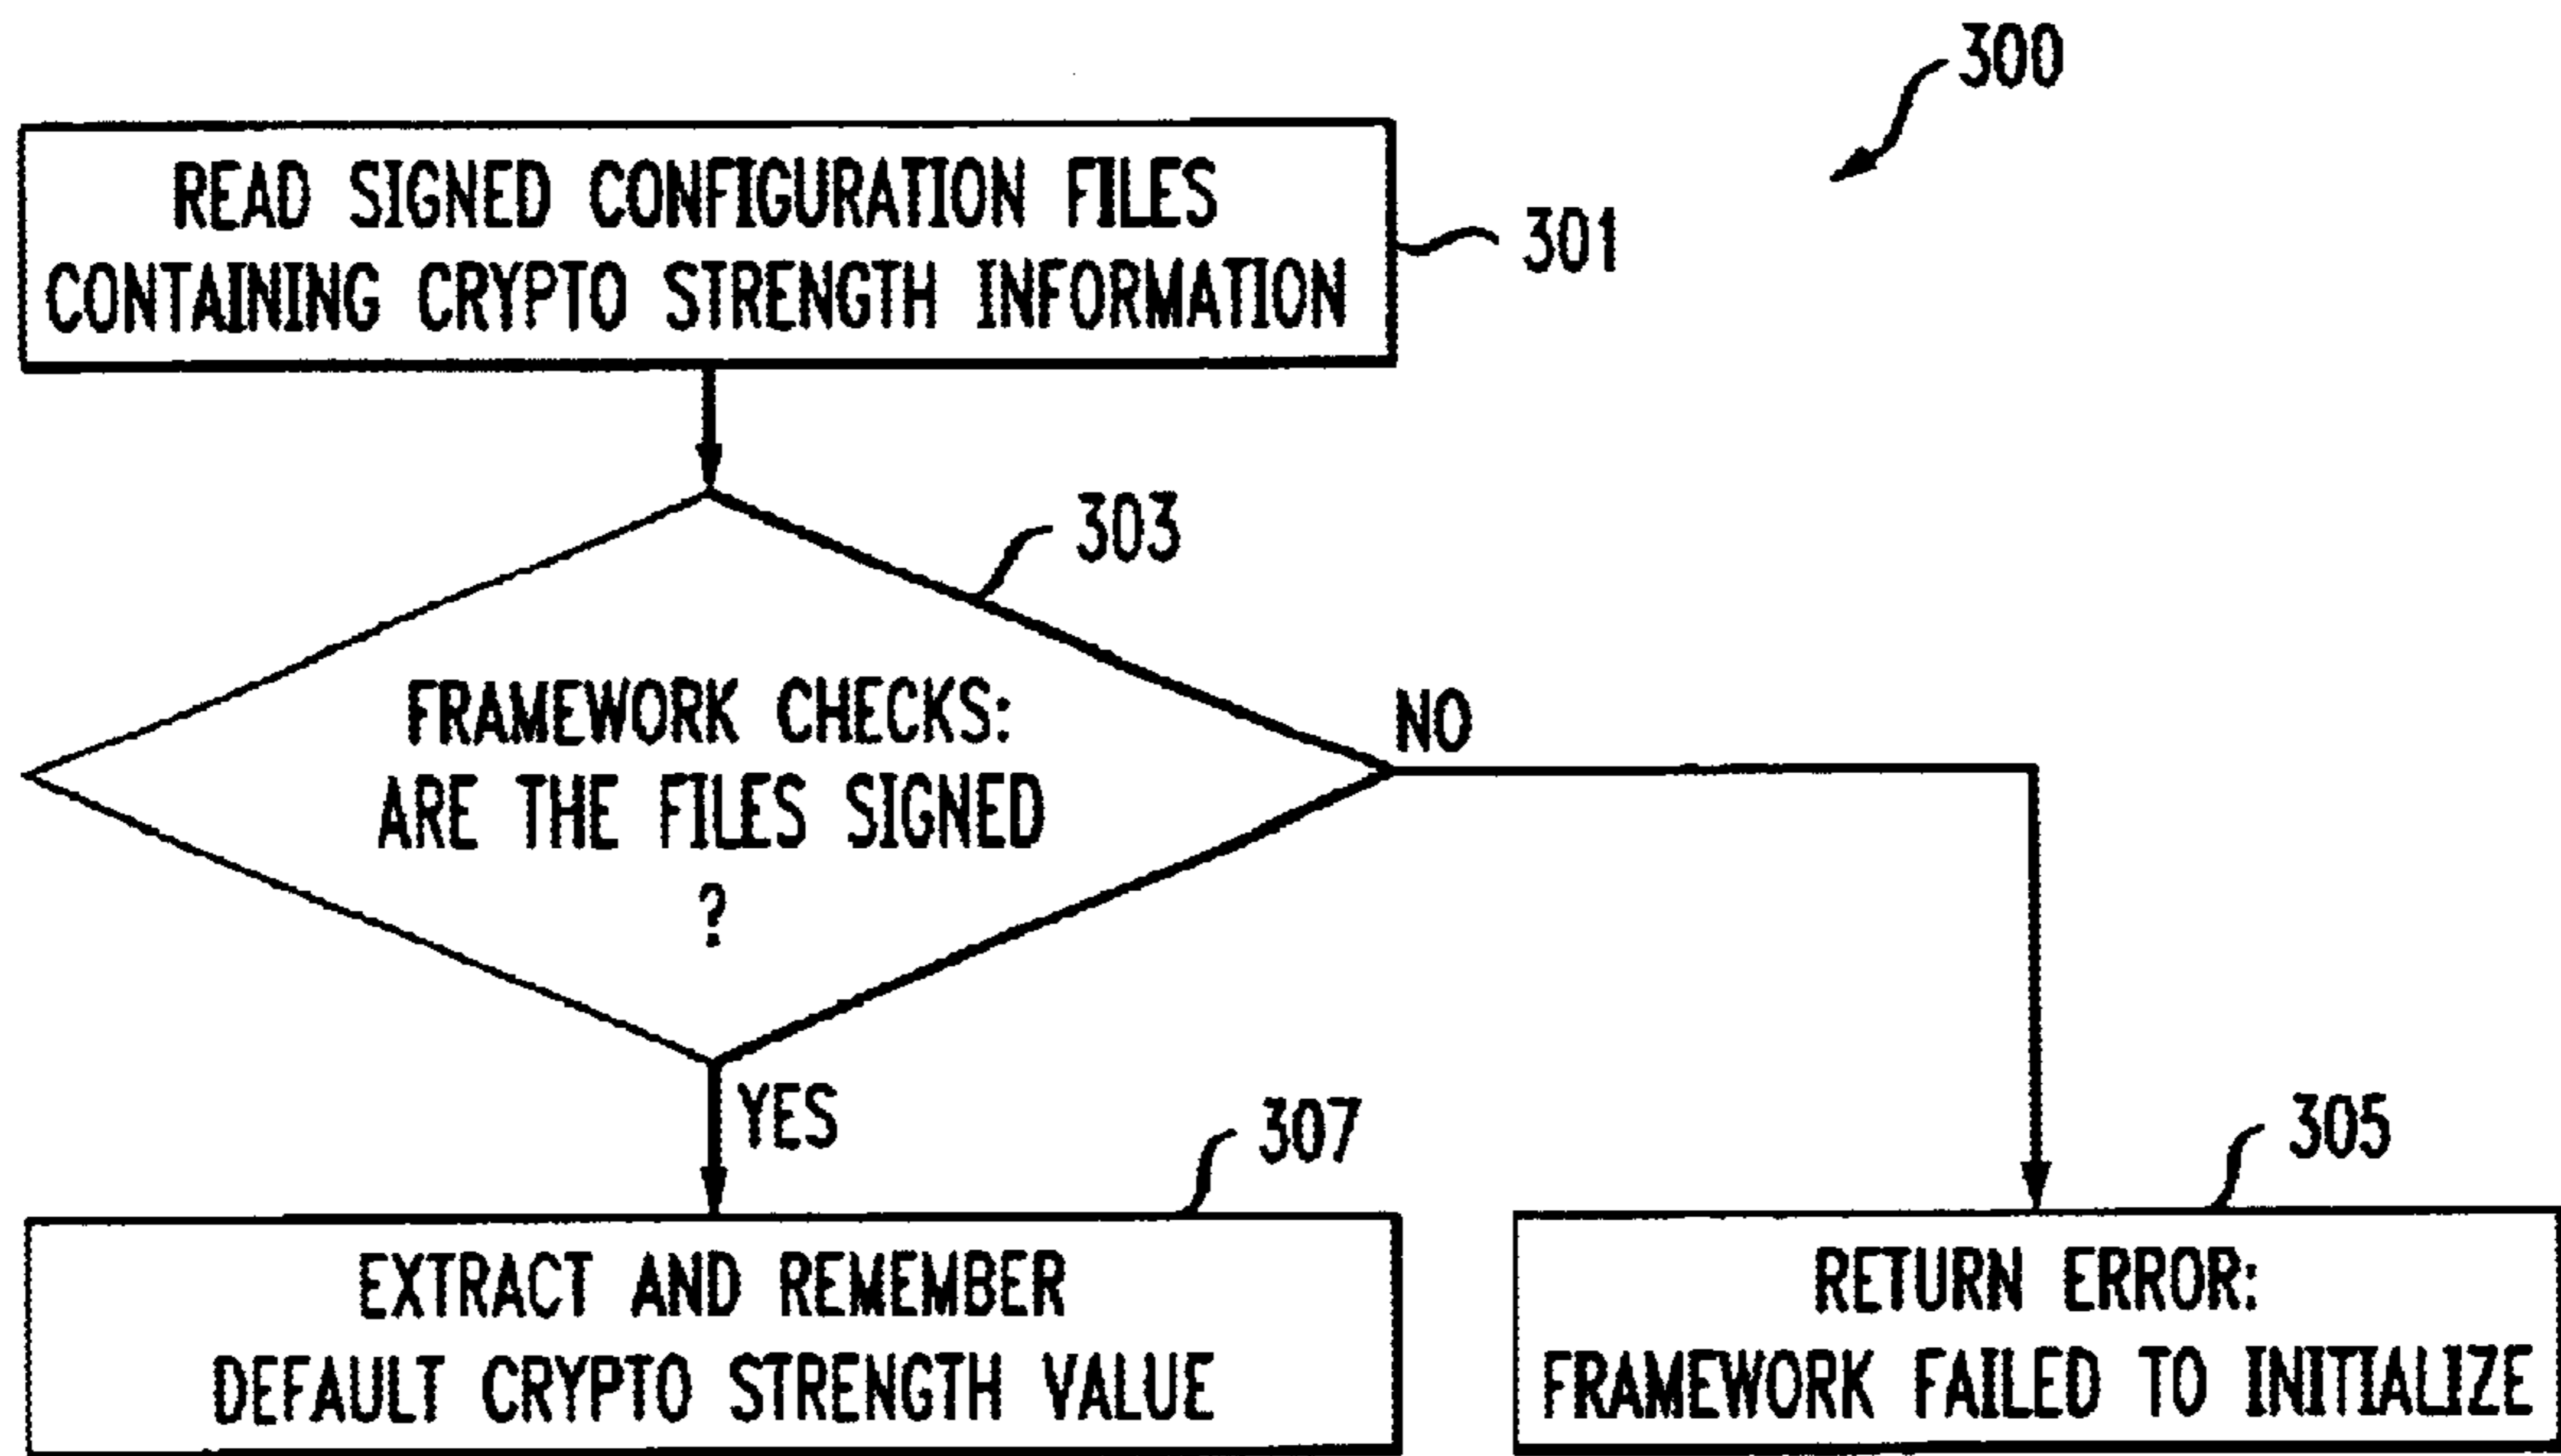 300
READ SIGNED CONFIGURATION FILES
CONTAINING CRYPTO STRENGTH INFORMATION
301
303
FRAMEWORK CHECKS:
ARE THE FILES SIGNED
?
NO
YES
307
305
EXTRACT AND REMEMBER
DEFAULT CRYPTO STRENGTH VALUE
RETURN ERROR:
FRAMEWORK FAILED TO INITIALIZE